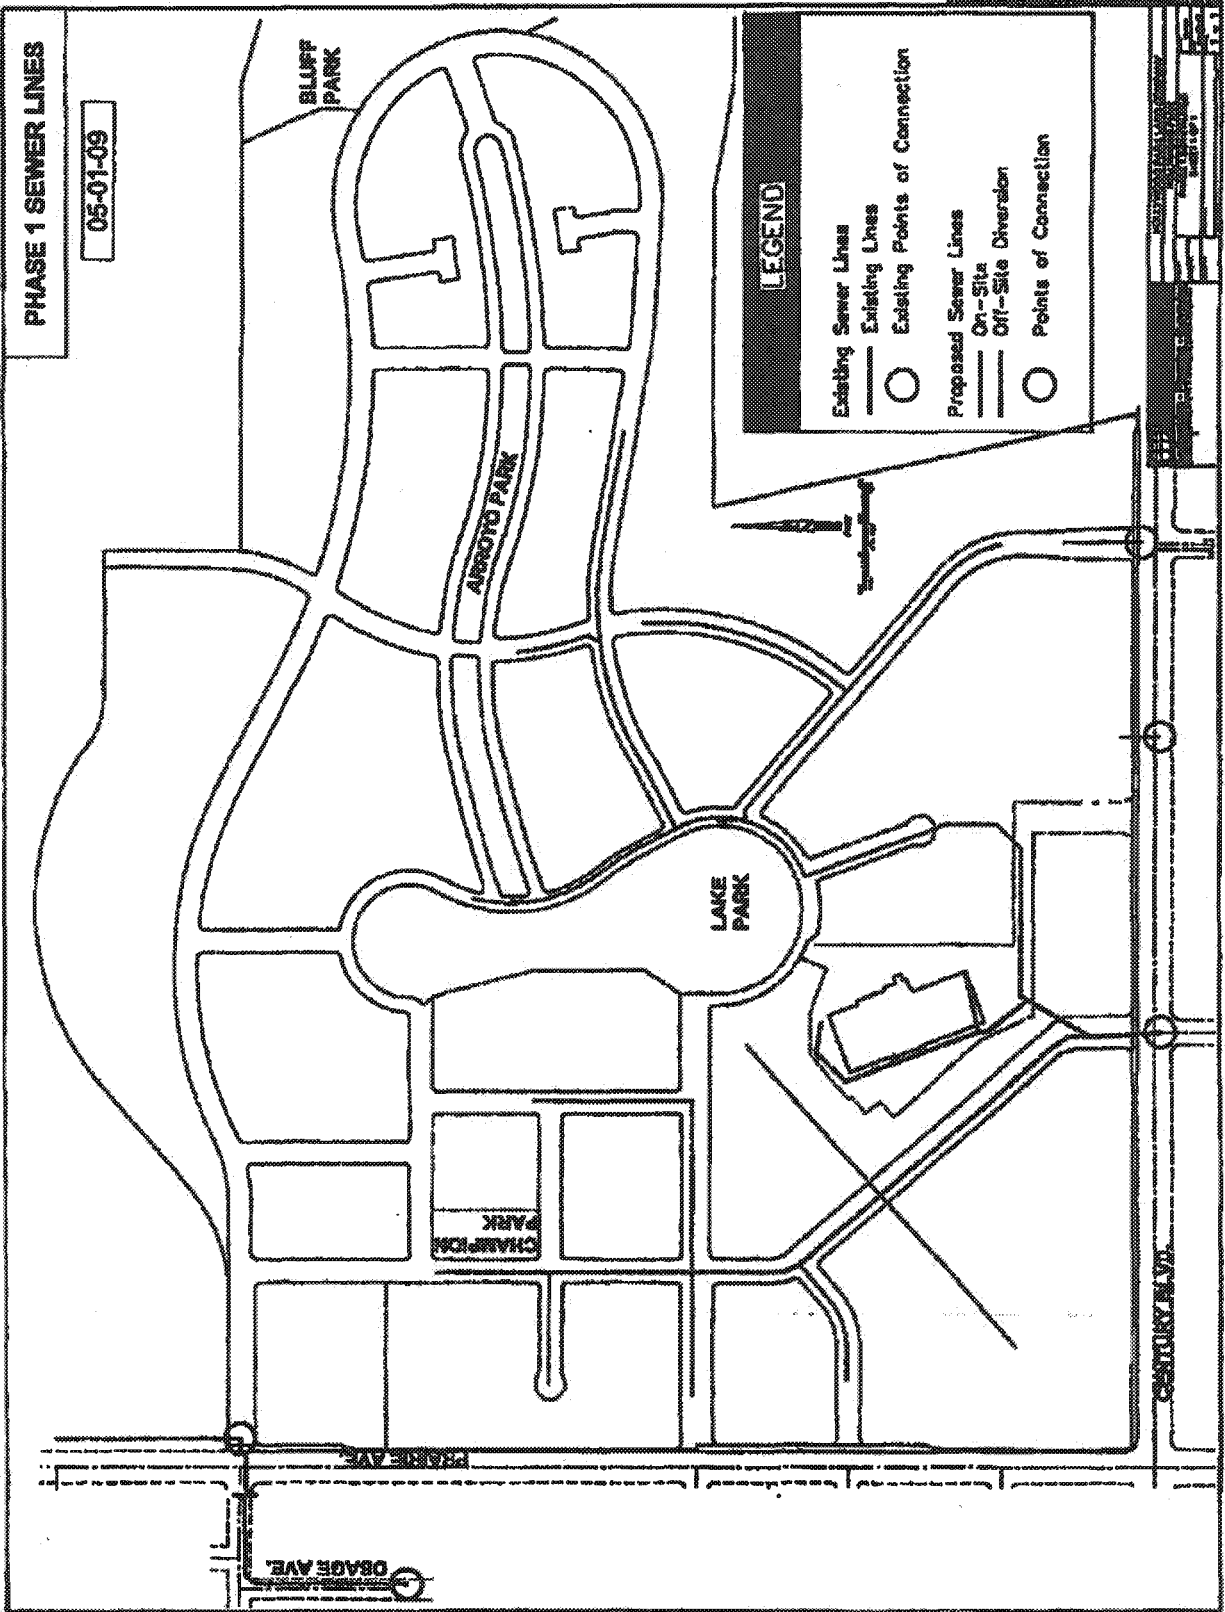 PHASE 1 SEWER LINES
05-01-09
BLUFF
PARK
ARROYO PARK
LAKE
PARK
CHAMPION
PARK
PRAIRIE AVE.
OSAGE AVE.
LEGEND
Existing Sewer Lines
Existing Lines
Existing Points of Connection
Proposed Sewer Lines
On-Site
Off-Site Diversion
Points of Connection
CENTURY BLVD.